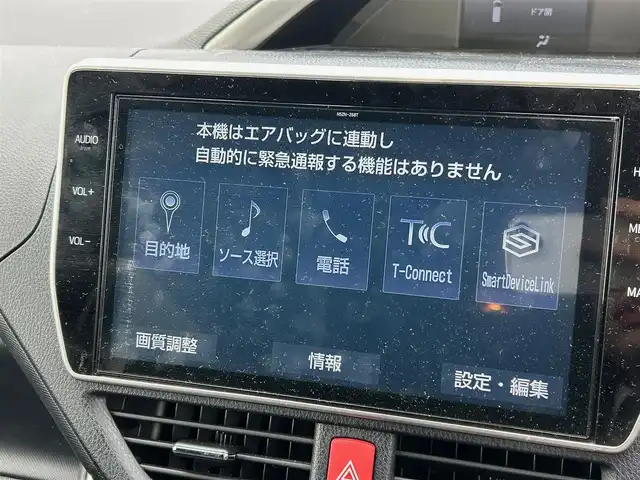 ドア開
NSZN-Z68T
AUDIO
VOL+
VOL-
本機はエアバッグに連動し
自動的に緊急通報する機能はありません
目的地
ソース選択
電話
T-Connect
SmartDeviceLink
画質調整
情報
設定・編集